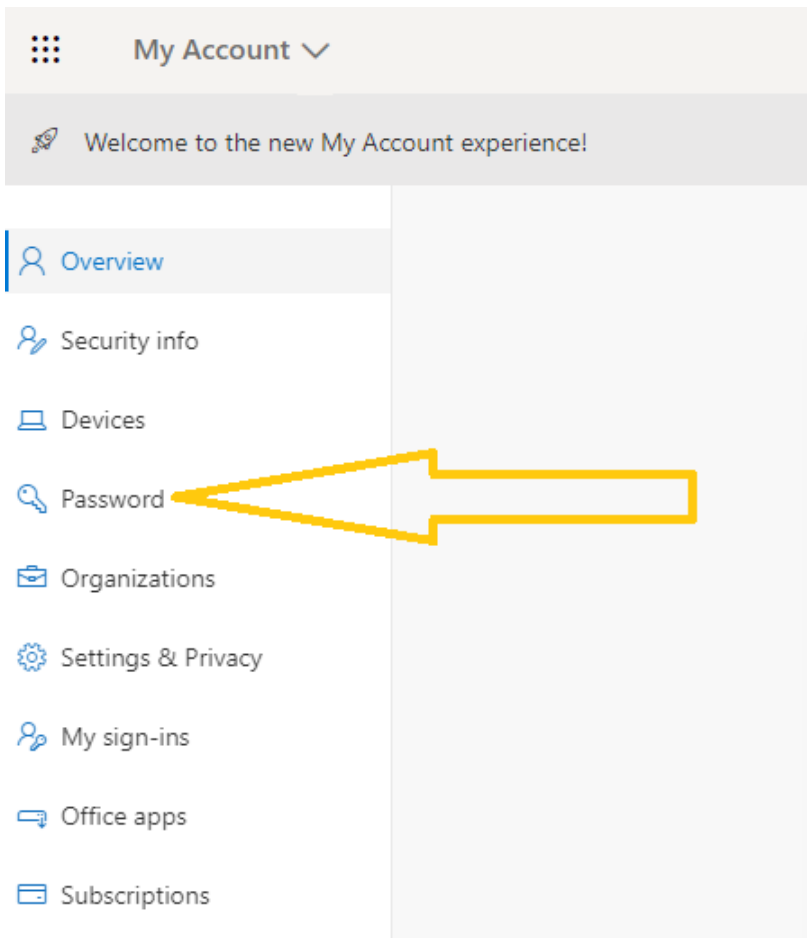 My Account
Welcome to the new My Account experience!
Overview
Security info
Devices
Password
Organizations
Settings & Privacy
My sign-ins
Office apps
Subscriptions